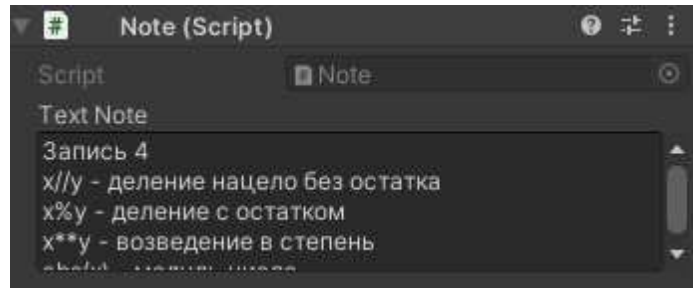 Note (Script)
Script
Note
Text Note
Запись 4
x//y - деление нацело без остатка
x%y - деление с остатком
x**y - возведение в степень